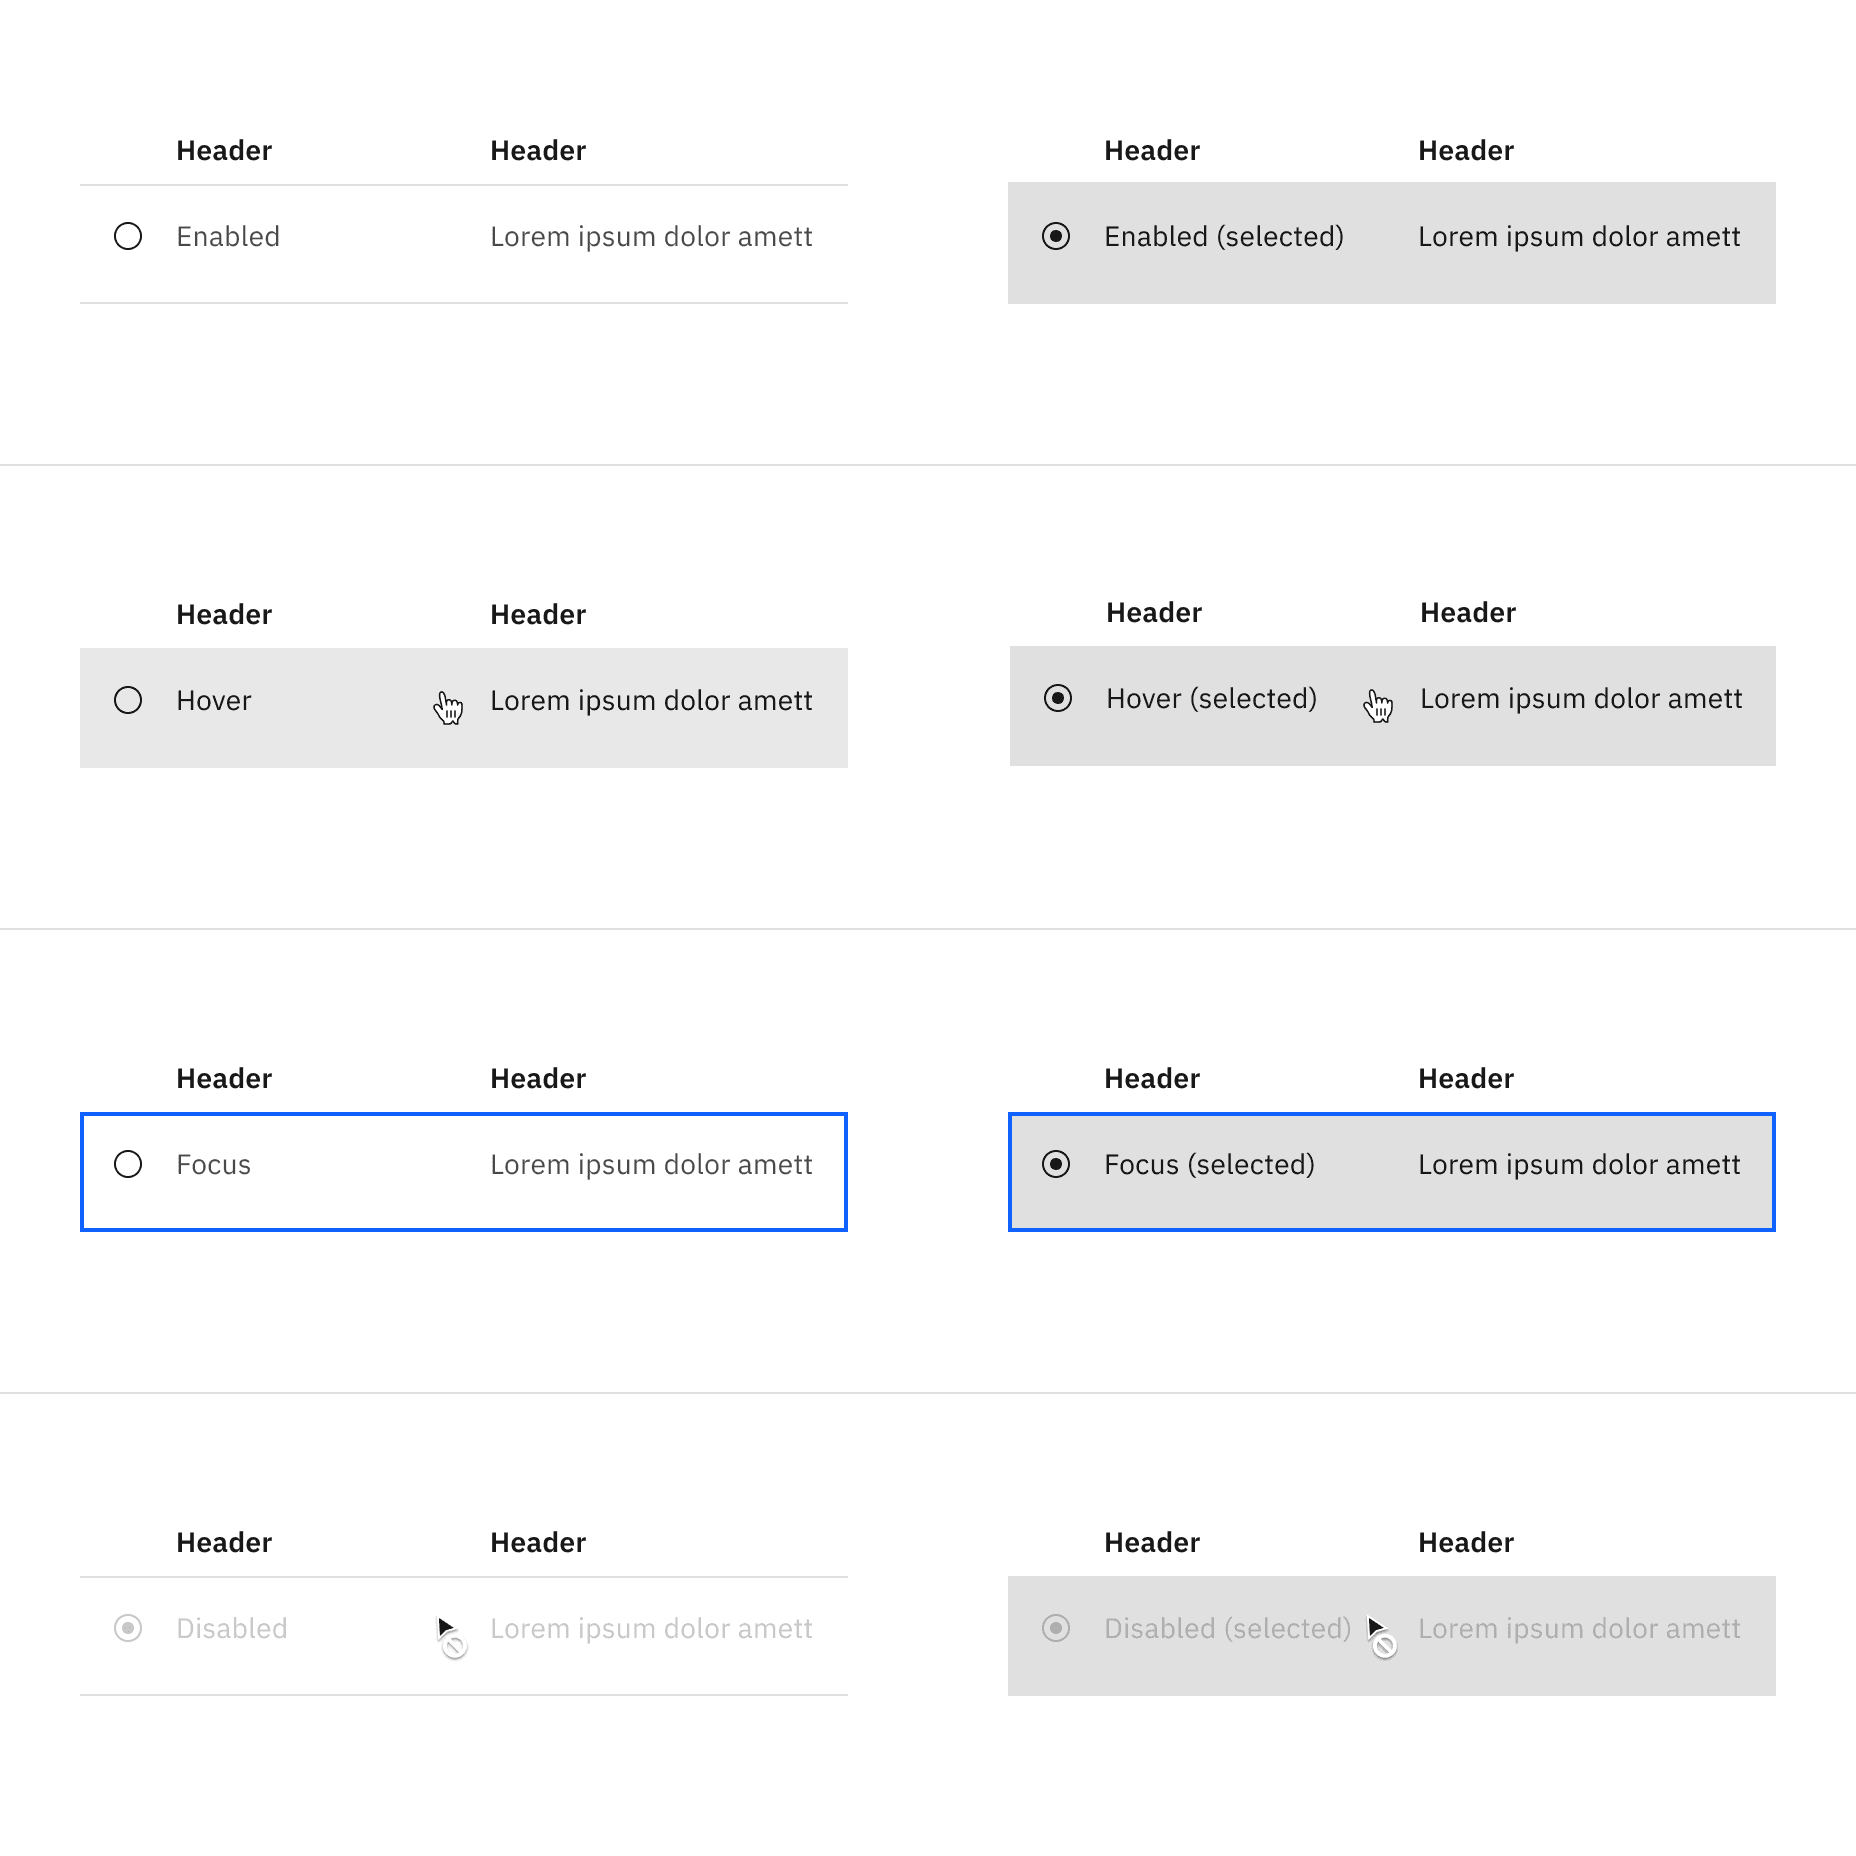 Header Header
Enabled Lorem ipsum dolor amett
Header Header
Enabled (selected) Lorem ipsum dolor amett
Header Header
Hover Lorem ipsum dolor amett
Header Header
Hover (selected) Lorem ipsum dolor amett
Header Header
Focus Lorem ipsum dolor amett
Header Header
Focus (selected) Lorem ipsum dolor amett
Header Header
Disabled Lorem ipsum dolor amett
Header Header
Disabled (selected) Lorem ipsum dolor amett